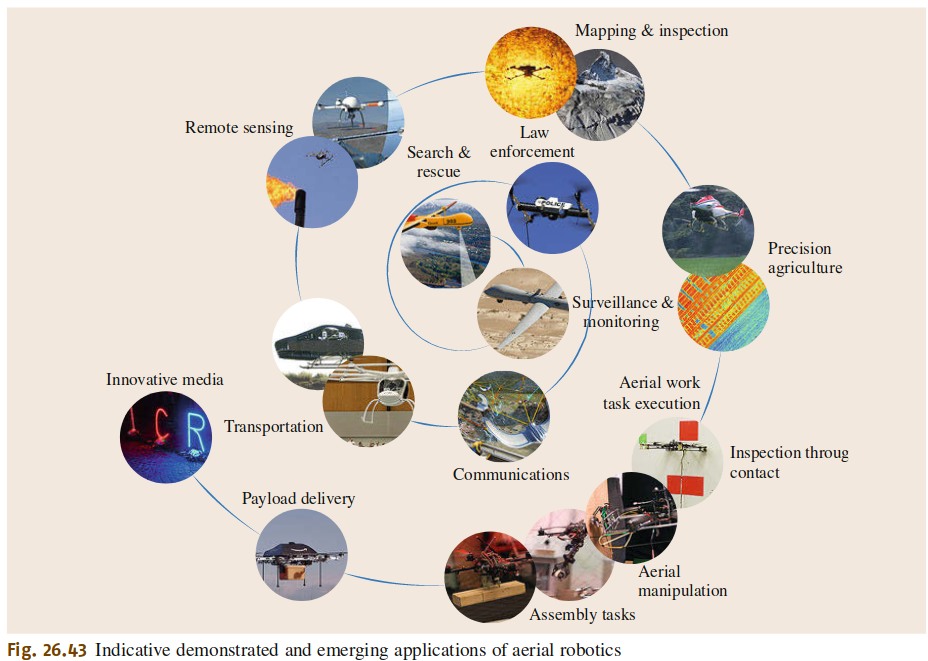 Mapping & inspection
Remote sensing
Law
enforcement
Search &
rescue
POLICE
Precision
agriculture
Surveillance &
monitoring
Innovative media
I C R
Transportation
Aerial work
task execution
Communications
Inspection throug
contact
Payload delivery
Aerial
manipulation
Assembly tasks
Fig. 26.43 Indicative demonstrated and emerging applications of aerial robotics